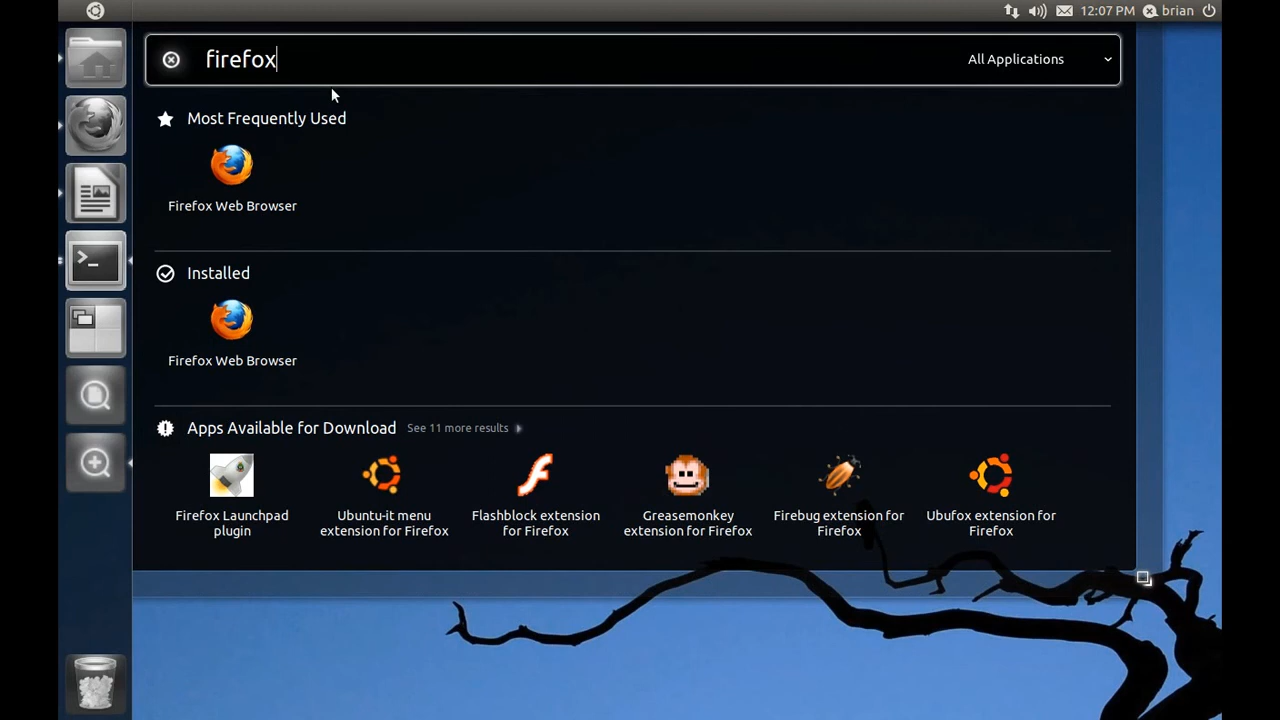 12:07 PM brian
firefox
All Applications
Most Frequently Used
Firefox Web Browser
Installed
Firefox Web Browser
Apps Available for Download See 11 more results
Firefox Launchpad
plugin
Ubuntu-it menu
extension for Firefox
Flashblock extension
for Firefox
Greasemonkey
extension for Firefox
Firebug extension for
Firefox
Ubufox extension for
Firefox